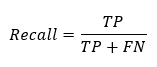 Recall = TP / (TP + FN)